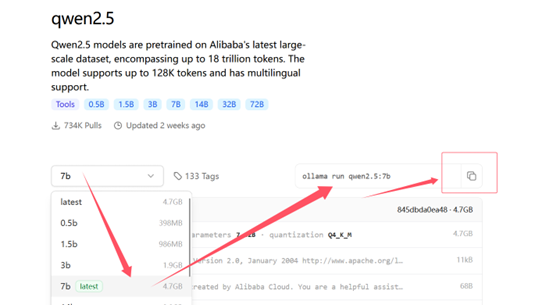 qwen2.5
Qwen2.5 models are pretrained on Alibaba's latest large-
scale dataset, encompassing up to 18 trillion tokens. The
model supports up to 128K tokens and has multilingual
support.
Tools 0.5B 1.5B 3B 7B 14B 32B 72B
734K Pulls Updated 2 weeks ago
7b 133 Tags ollama run qwen2.5:7b
latest 4.7GB
845dbda0ea48 · 4.7GB
0.5b 398MB
7.62B · quantization Q4_K_M 4.7GB
1.5b 986MB
Version 2.0, January 2004 http://www.apache.org/l… 11kB
3b 1.9GB
7b latest 4.7GB
created by Alibaba Cloud. You are a helpful assist… 68B